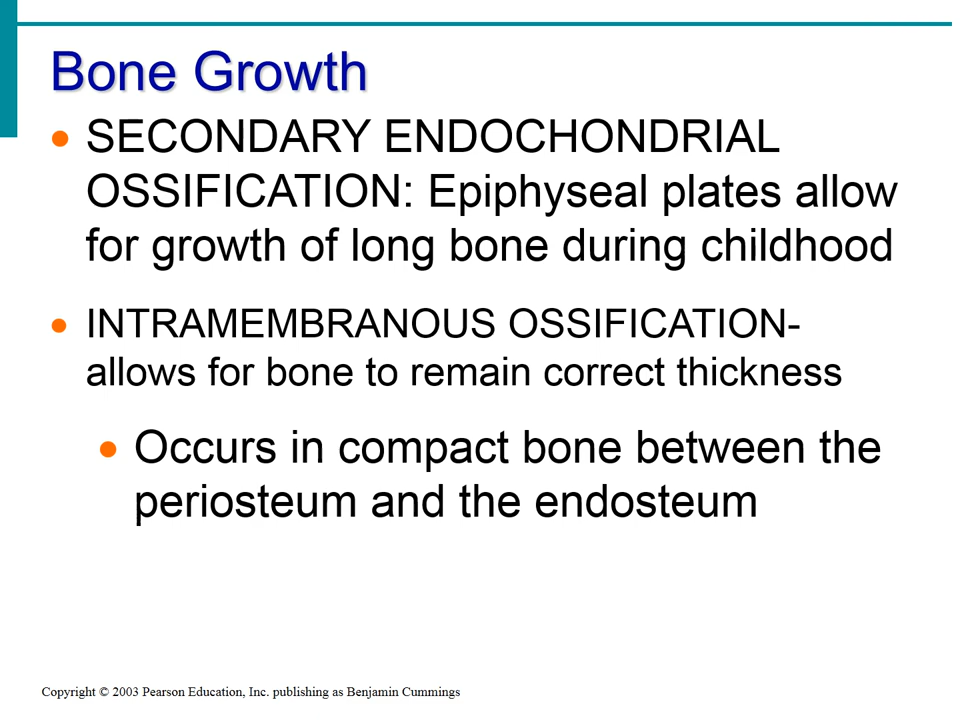 Bone Growth
• SECONDARY ENDOCHONDRIAL
OSSIFICATION: Epiphyseal plates allow
for growth of long bone during childhood
• INTRAMEMBRANOUS OSSIFICATION-
allows for bone to remain correct thickness
• Occurs in compact bone between the
periosteum and the endosteum
Copyright © 2003 Pearson Education, Inc. publishing as Benjamin Cummings